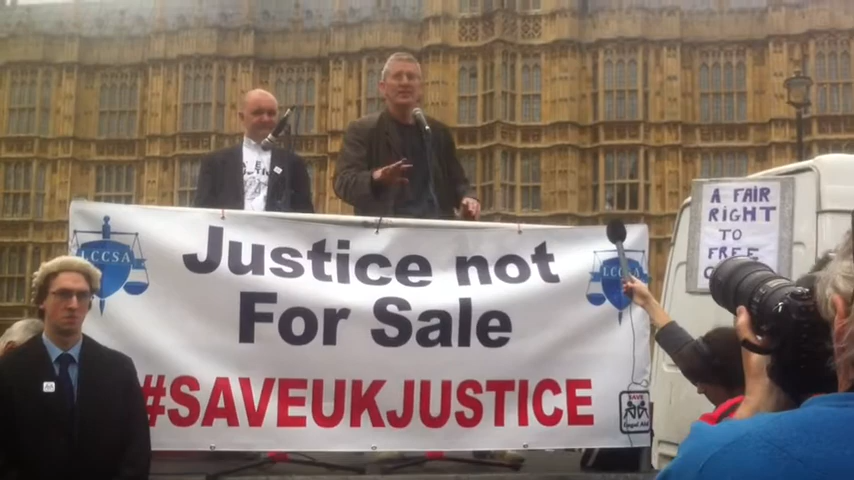 LCCSA
Justice not
For Sale
#SAVEUKJUSTICE
LCCSA
SAVE
Legal Aid
A FAIR
RIGHT
TO
FREE